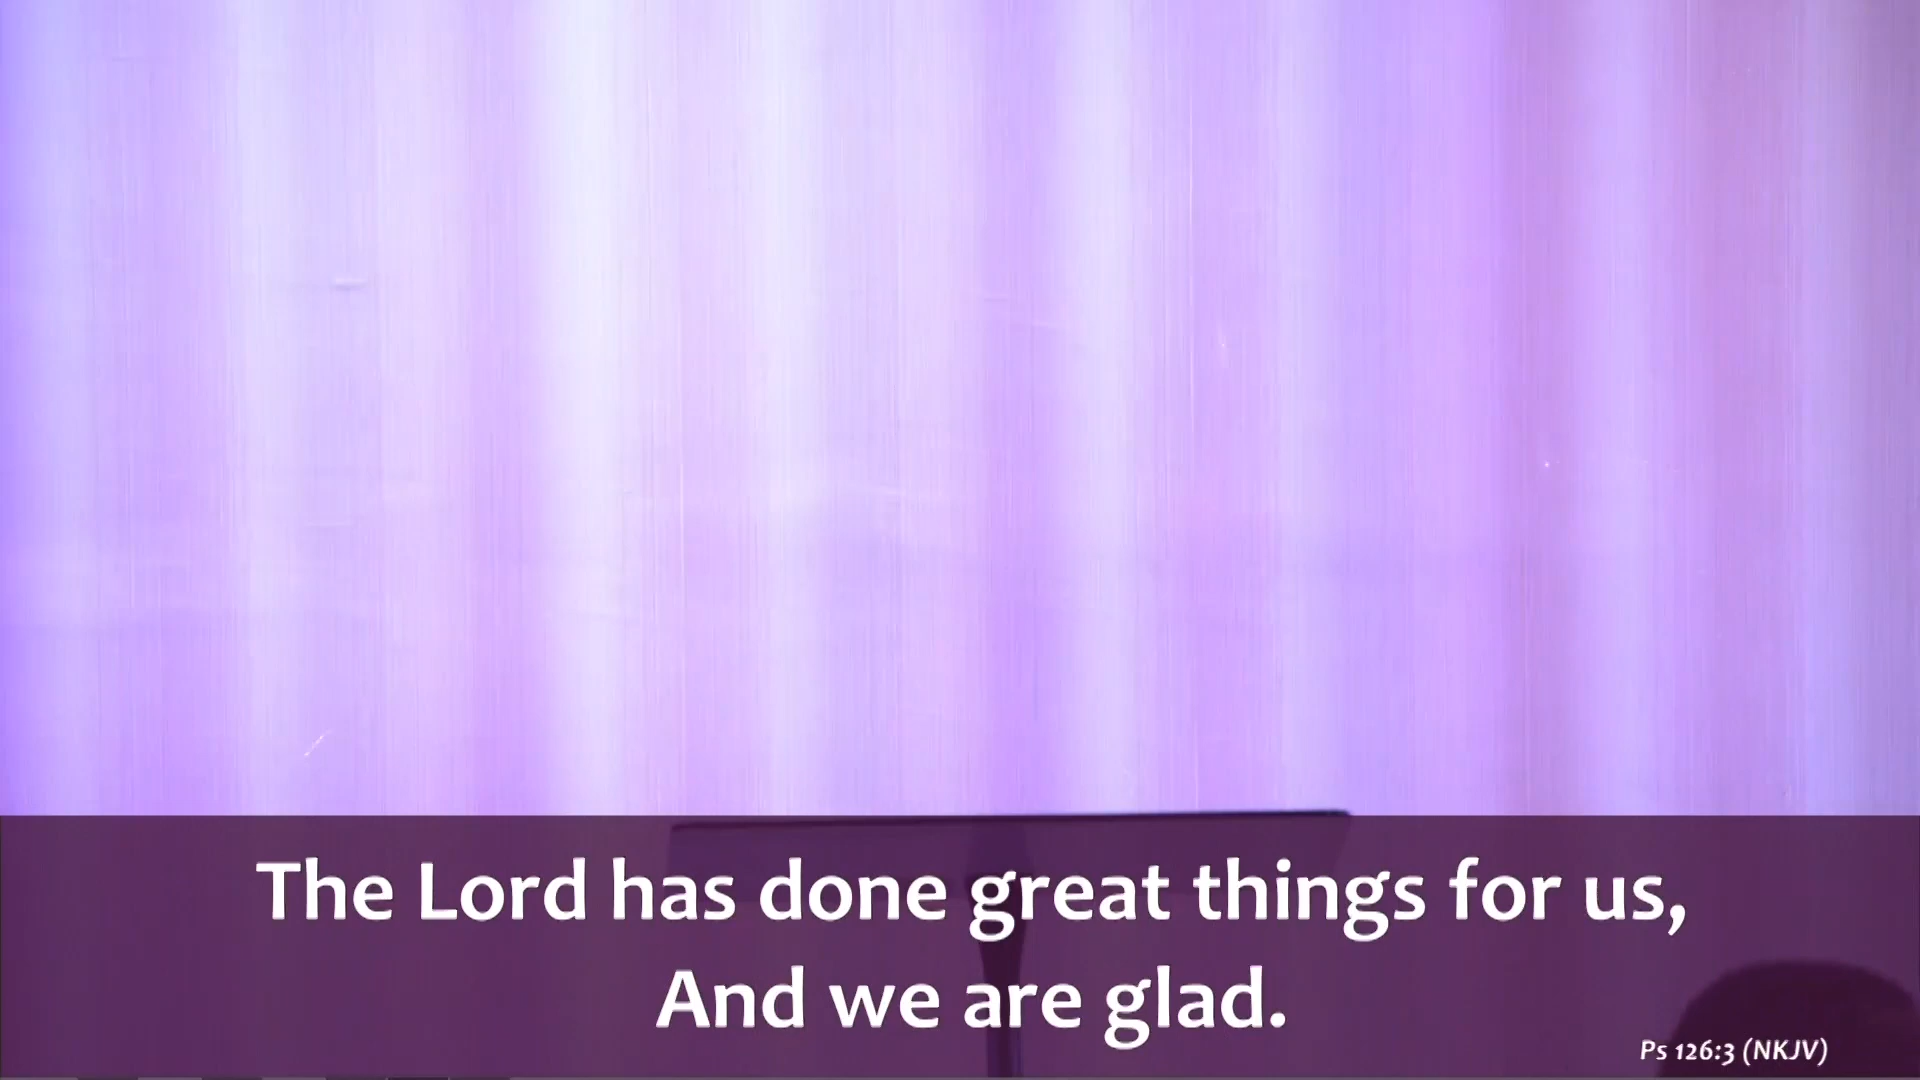 The Lord has done great things for us,
And we are glad.
Ps 126:3 (NKJV)